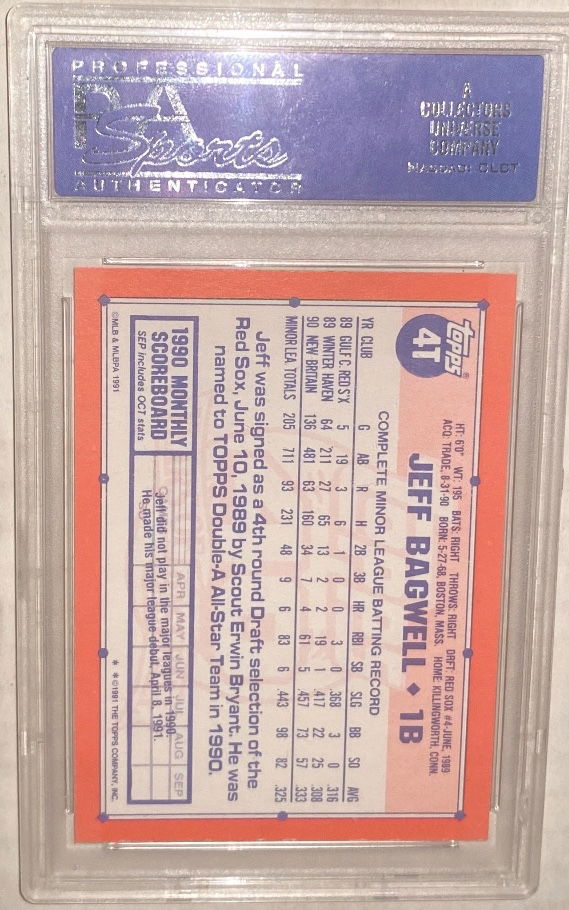 PROFESSIONAL
PSA
Sports
AUTHENTICATOR
A
COLLECTORS
UNIVERSE
COMPANY
NASDAQ: CLCT
topps®
4T
HT: 6'0" WT: 195 BATS: RIGHT THROWS: RIGHT DRFT: RED SOX #4-JUNE, 1989
ACQ: TRADE, 8-31-90 BORN: 5-27-68, BOSTON, MASS. HOME: KILLINGWORTH, CONN.
JEFF BAGWELL ♦ 1B
COMPLETE MINOR LEAGUE BATTING RECORD
YR CLUB G AB R H 2B 3B HR RBI SB SLG BB SO AVG
89 GULF C. RED S'X 5 19 3 6 1 0 0 3 0 .368 3 0 .316
89 WINTER HAVEN 64 211 27 65 13 2 2 19 1 .417 22 25 .308
90 NEW BRITAIN 136 481 63 160 34 7 4 61 5 .457 73 57 .333
MINOR LEA. TOTALS 205 711 93 231 48 9 6 83 6 .443 98 82 .325
Jeff was signed as a 4th round Draft selection of the
Red Sox, June 10, 1989 by Scout Erwin Bryant. He was
named to TOPPS Double-A All-Star Team in 1990.
1990 MONTHLY
SCOREBOARD
SEP includes OCT stats
APR MAY JUN JUL AUG SEP
Jeff did not play in the major leagues in 1990.
He made his major league debut, April 8, 1991.
©MLB & MLBPA 1991
* * ©1991 THE TOPPS COMPANY, INC.